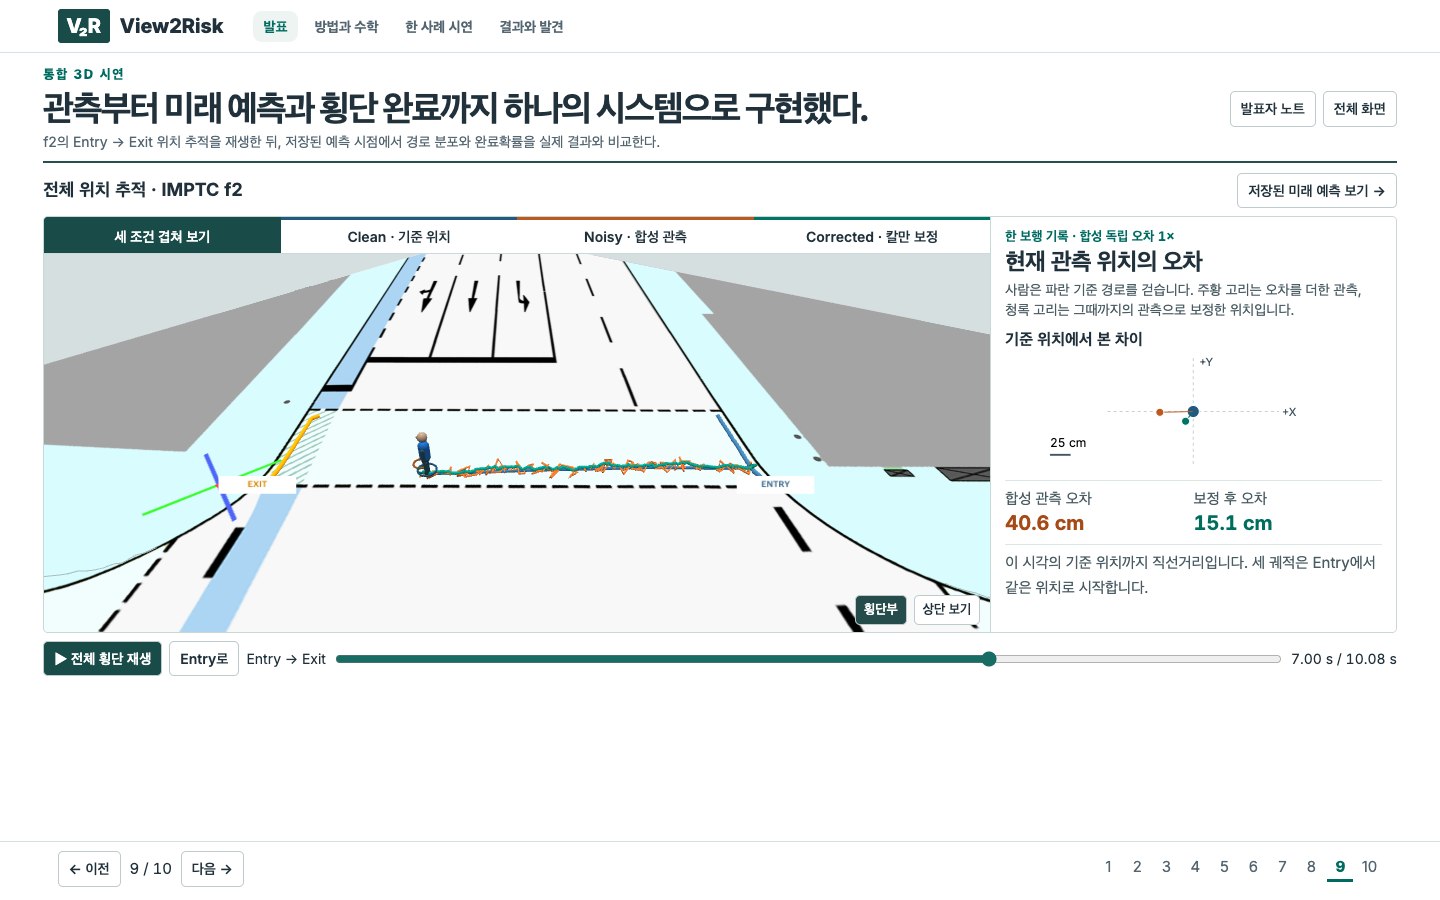 V2R View2Risk 발표 방법과 수학 한 사례 시연 결과와 발견
통합 3D 시연
관측부터 미래 예측과 횡단 완료까지 하나의 시스템으로 구현했다.
발표자 노트 전체 화면
f2의 Entry → Exit 위치 추적을 재생한 뒤, 저장된 예측 시점에서 경로 분포와 완료확률을 실제 결과와 비교한다.
전체 위치 추적 · IMPTC f2
저장된 미래 예측 보기 →
세 조건 겹쳐 보기 Clean · 기준 위치 Noisy · 합성 관측 Corrected · 칼만 보정
EXIT
ENTRY
횡단부 상단 보기
한 보행 기록 · 합성 독립 오차 1×
현재 관측 위치의 오차
사람은 파란 기준 경로를 걷습니다. 주황 고리는 오차를 더한 관측,
청록 고리는 그때까지의 관측으로 보정한 위치입니다.
기준 위치에서 본 차이
+Y
+X
25 cm
합성 관측 오차 보정 후 오차
40.6 cm 15.1 cm
이 시각의 기준 위치까지 직선거리입니다. 세 궤적은 Entry에서
같은 위치로 시작합니다.
▶ 전체 횡단 재생 Entry로 Entry → Exit 7.00 s / 10.08 s
← 이전 9 / 10 다음 → 1 2 3 4 5 6 7 8 9 10